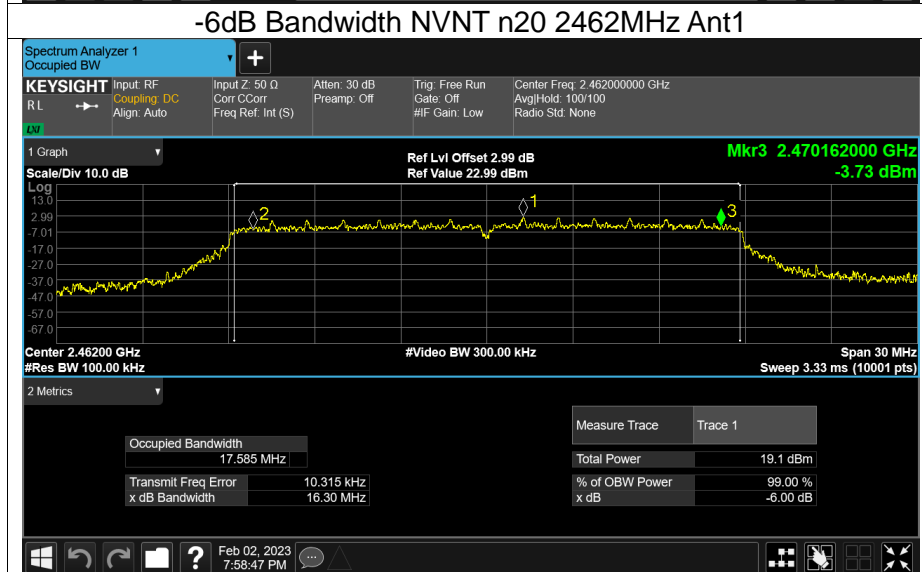 -6dB Bandwidth NVNT n20 2462MHz Ant1
Spectrum Analyzer 1
Occupied BW
KEYSIGHT
R L
LXI
Input: RF
Coupling: DC
Align: Auto
Input Z: 50 Ω
Corr CCorr
Freq Ref: Int (S)
Atten: 30 dB
Preamp: Off
Trig: Free Run
Gate: Off
#IF Gain: Low
Center Freq: 2.462000000 GHz
Avg|Hold: 100/100
Radio Std: None
1 Graph
Scale/Div 10.0 dB
Ref Lvl Offset 2.99 dB
Ref Value 22.99 dBm
Mkr3 2.470162000 GHz
-3.73 dBm
Log
13.0
2.99
-7.01
-17.0
-27.0
-37.0
-47.0
-57.0
-67.0
2
1
3
Center 2.46200 GHz
#Res BW 100.00 kHz
#Video BW 300.00 kHz
Span 30 MHz
Sweep 3.33 ms (10001 pts)
2 Metrics
Occupied Bandwidth
17.585 MHz
Transmit Freq Error 10.315 kHz
x dB Bandwidth 16.30 MHz
Measure Trace Trace 1
Total Power 19.1 dBm
% of OBW Power 99.00 %
x dB -6.00 dB
?
Feb 02, 2023
7:58:47 PM